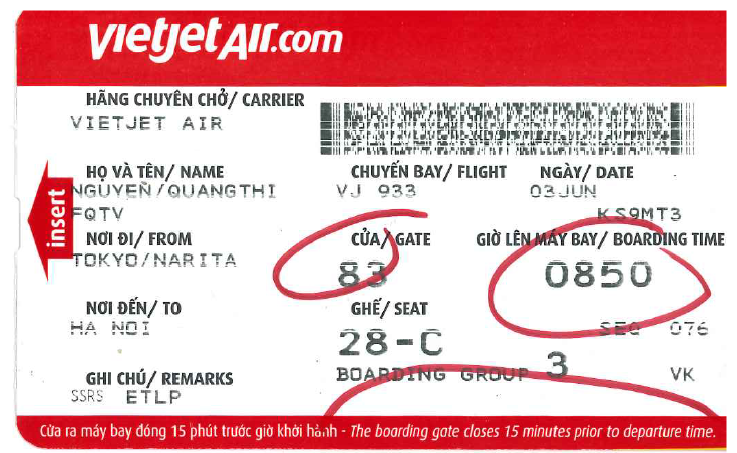 vietjetAir.com
HÃNG CHUYÊN CHỞ/ CARRIER
VIETJET AIR
HỌ VÀ TÊN/ NAME CHUYẾN BAY/ FLIGHT NGÀY/ DATE
NGUYEN/QUANGTHI VJ 933 03JUN
FQTV KS9MT3
insert
NƠI ĐI/ FROM CỬA/ GATE GIỜ LÊN MÁY BAY/ BOARDING TIME
TOKYO/NARITA 83 0850
NƠI ĐẾN/ TO GHẾ/ SEAT
HA NOI 28-C SEQ 076
GHI CHÚ/ REMARKS BOARDING GROUP 3 VK
SSRS ETLP
Cửa ra máy bay đóng 15 phút trước giờ khởi hành - The boarding gate closes 15 minutes prior to departure time.